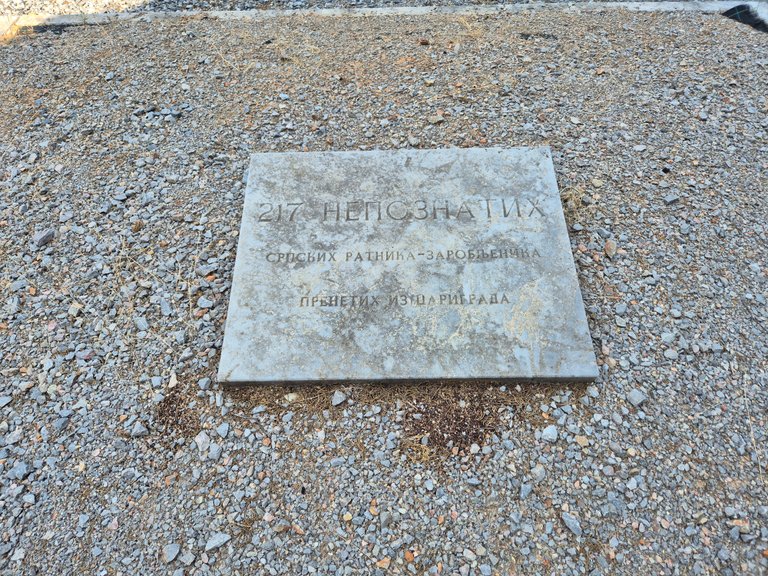 217 НЕПОЗНАТИХ
СРПСКИХ РАТНИКА-ЗАРОБЉЕНИКА
ПРЕНЕТИХ ИЗ ЦАРИГРАДА